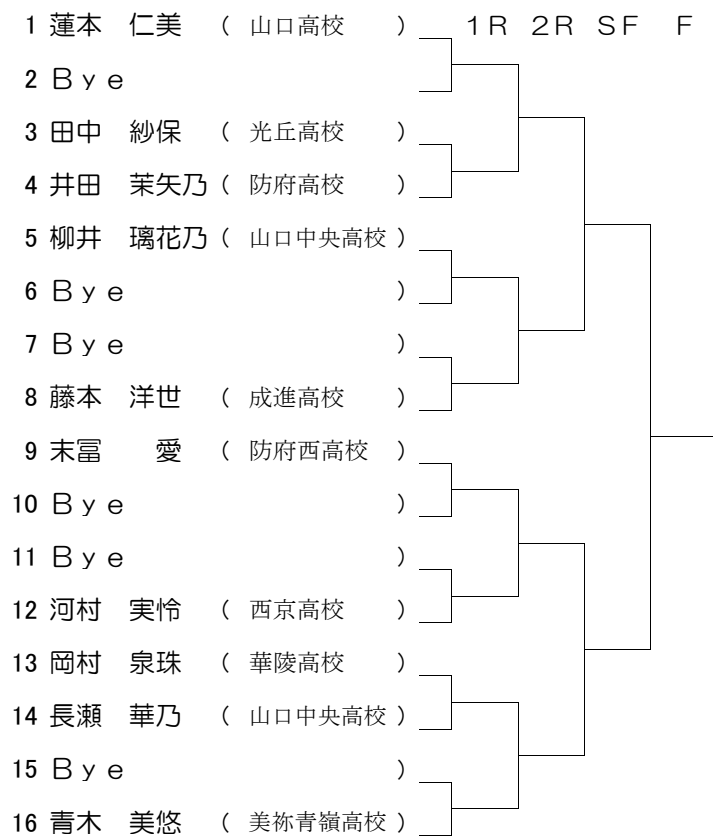 1 蓮本 仁美 ( 山口高校 ) 1R 2R SF F
2 Bye
3 田中 紗保 ( 光丘高校 )
4 井田 茉矢乃 ( 防府高校 )
5 柳井 璃花乃 ( 山口中央高校 )
6 Bye )
7 Bye )
8 藤本 洋世 ( 成進高校 )
9 末冨 愛 ( 防府西高校 )
10 Bye )
11 Bye )
12 河村 実怜 ( 西京高校 )
13 岡村 泉珠 ( 華陵高校 )
14 長瀬 華乃 ( 山口中央高校 )
15 Bye )
16 青木 美悠 ( 美祢青嶺高校 )